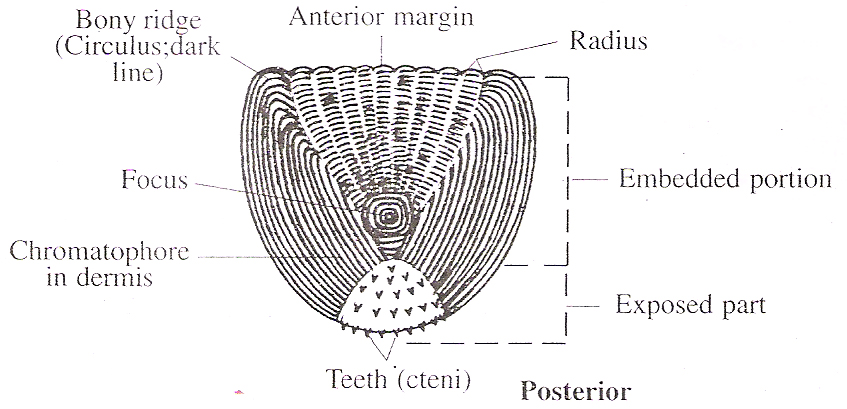 Bony ridge
(Circulus;dark
line)
Anterior margin
Radius
Focus
Embedded portion
Chromatophore
in dermis
Exposed part
Teeth (cteni)
Posterior